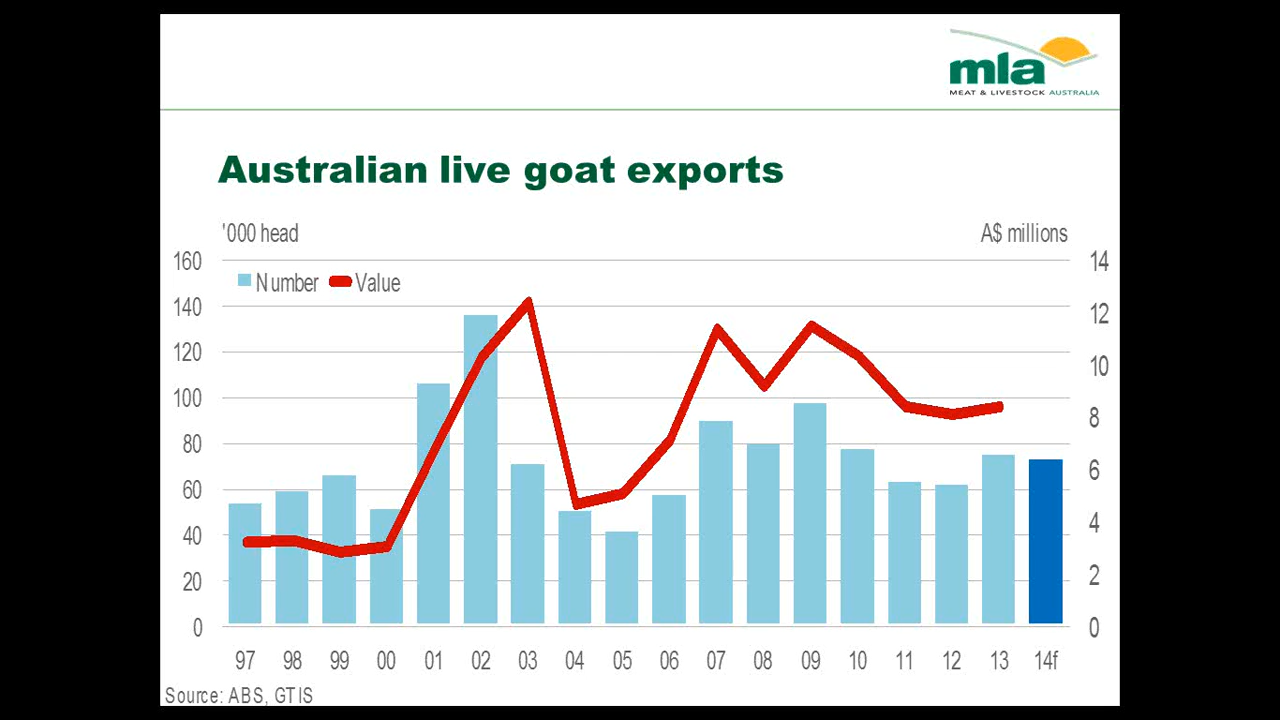 mla
MEAT & LIVESTOCK AUSTRALIA
Australian live goat exports
'000 head
A$ millions
160
14
Number
Value
140
12
120
10
100
8
80
6
60
4
40
2
20
0
0
97 98 99 00 01 02 03 04 05 06 07 08 09 10 11 12 13 14f
Source: ABS, GTIS